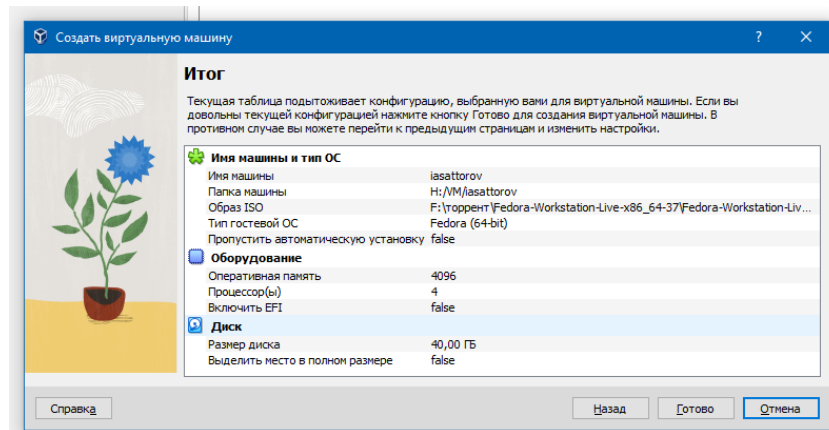 Создать виртуальную машину
Итог
Текущая таблица подытоживает конфигурацию, выбранную вами для виртуальной машины. Если вы
довольны текущей конфигурацией нажмите кнопку Готово для создания виртуальной машины. В
противном случае вы можете перейти к предыдущим страницам и изменить настройки.
Имя машины и тип ОС
Имя машины iasattorov
Папка машины H:/VM/iasattorov
Образ ISO F:\торрент\Fedora-Workstation-Live-x86_64-37\Fedora-Workstation-Liv...
Тип гостевой ОС Fedora (64-bit)
Пропустить автоматическую установку false
Оборудование
Оперативная память 4096
Процессор(ы) 4
Включить EFI false
Диск
Размер диска 40,00 ГБ
Выделить место в полном размере false
Справка Назад Готово Отмена